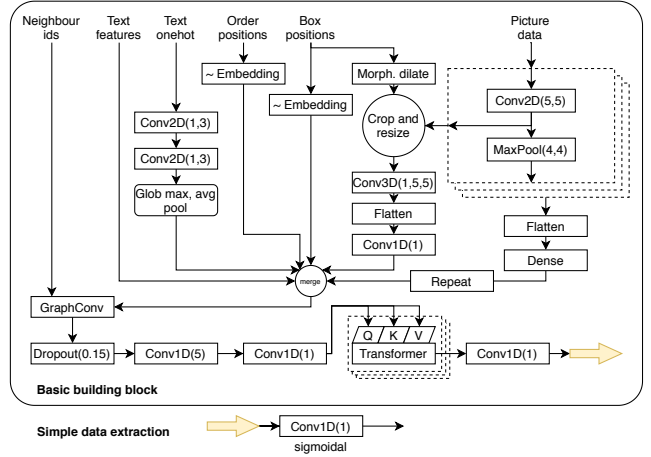 Neighbour ids
Text features
Text onehot
Order positions
Box positions
Picture data
~ Embedding
Morph. dilate
~ Embedding
Conv2D(5,5)
Conv2D(1,3)
Crop and resize
Conv2D(1,3)
MaxPool(4,4)
Glob max, avg pool
Conv3D(1,5,5)
Flatten
Flatten
Conv1D(1)
Dense
merge
Repeat
GraphConv
Q K V
Dropout(0.15)
Conv1D(5)
Conv1D(1)
Transformer
Conv1D(1)
Basic building block
Simple data extraction
Conv1D(1)
sigmoidal